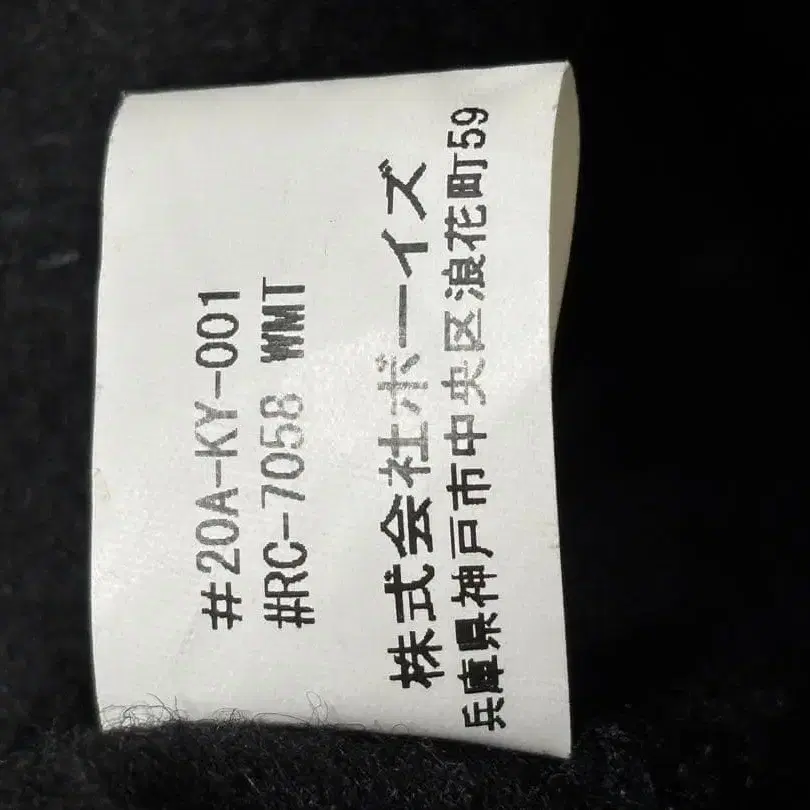 #20A-KY-001
#RC-7058 WMT
株式会社ボーイズ
兵庫県神戸市中央区浪花町59